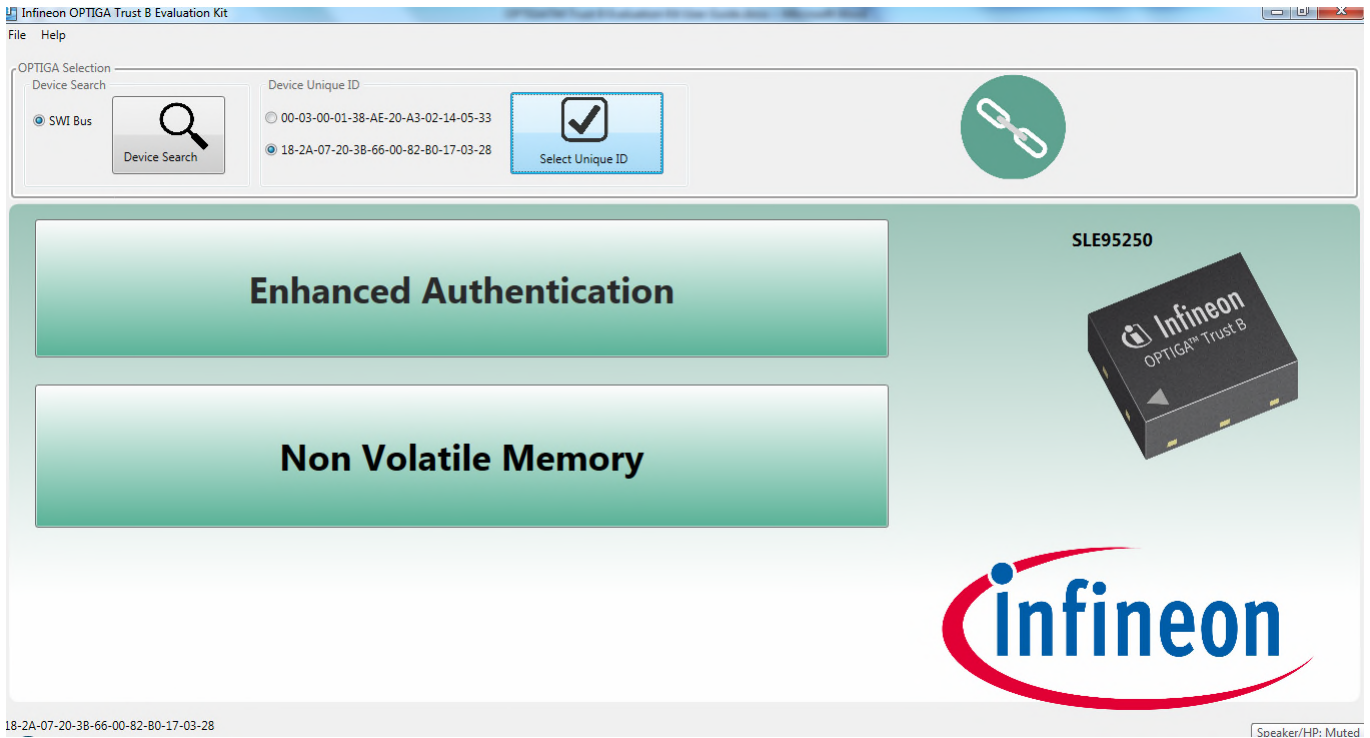 Infineon OPTIGA Trust B Evaluation Kit
File Help
OPTIGA Selection
Device Search
Device Unique ID
SWI Bus
Device Search
00-03-00-01-38-AE-20-A3-02-14-05-33
18-2A-07-20-3B-66-00-82-B0-17-03-28
Select Unique ID
Enhanced Authentication
Non Volatile Memory
SLE95250
Infineon
OPTIGA™ Trust B
infineon
18-2A-07-20-3B-66-00-82-B0-17-03-28
Speaker/HP: Muted